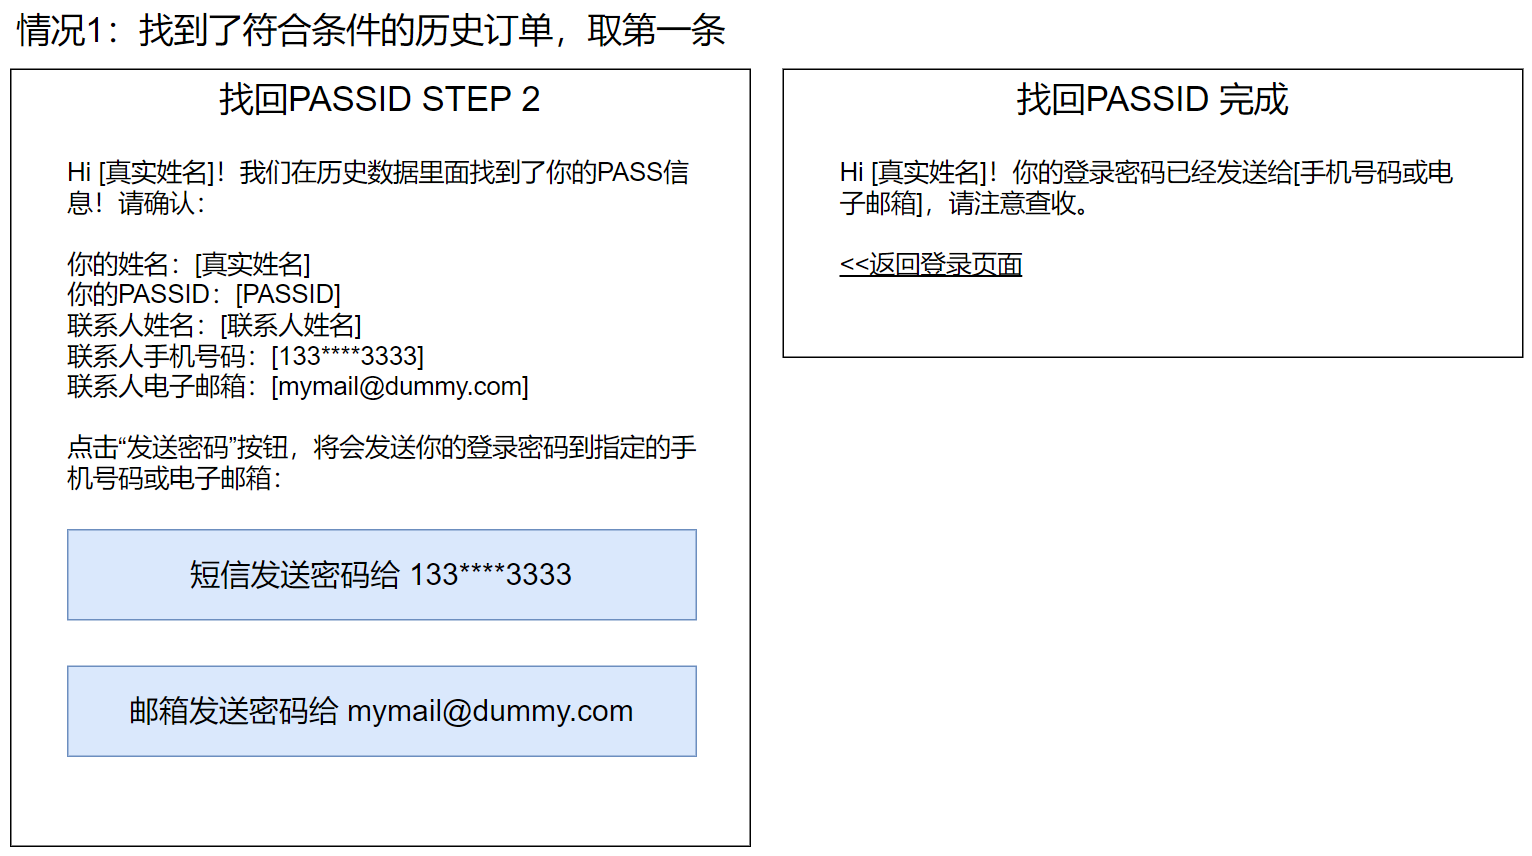 情况1：找到了符合条件的历史订单，取第一条
找回PASSID STEP 2
Hi [真实姓名]！我们在历史数据里面找到了你的PASS信
息！请确认：
你的姓名：[真实姓名]
你的PASSID：[PASSID]
联系人姓名：[联系人姓名]
联系人手机号码：[133****3333]
联系人电子邮箱：[mymail@dummy.com]
点击“发送密码”按钮，将会发送你的登录密码到指定的手
机号码或电子邮箱：
短信发送密码给 133****3333
邮箱发送密码给 mymail@dummy.com
找回PASSID 完成
Hi [真实姓名]！你的登录密码已经发送给[手机号码或电
子邮箱]，请注意查收。
<<返回登录页面